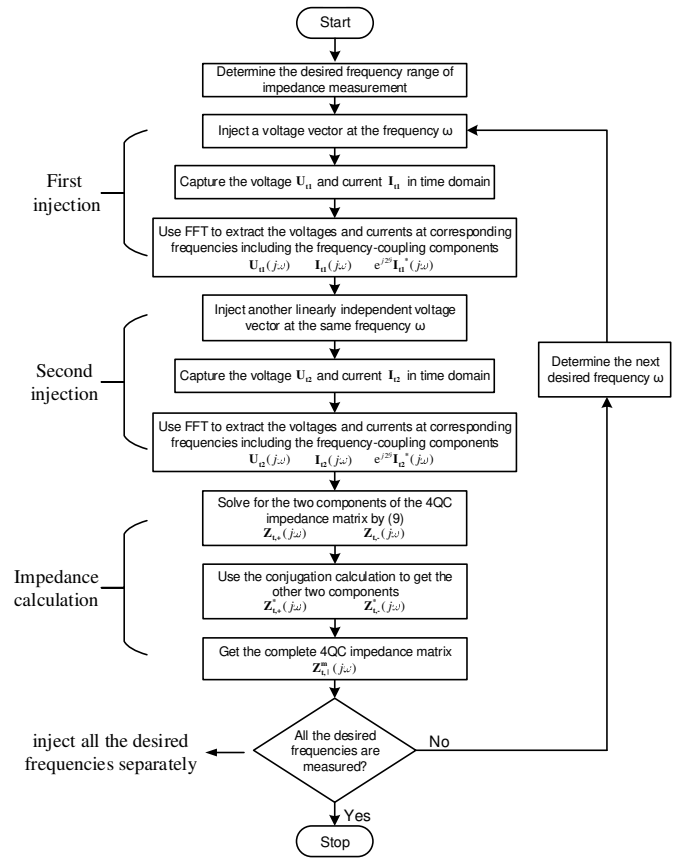 Start
Determine the desired frequency range of
impedance measurement
Inject a voltage vector at the frequency ω
First
injection
Capture the voltage U_t1 and current I_t1 in time domain
Use FFT to extract the voltages and currents at corresponding
frequencies including the frequency-coupling components
U_t1(jω) I_t1(jω) e^j2θ I_t1*(jω)
Inject another linearly independent voltage
vector at the same frequency ω
Second
injection
Capture the voltage U_t2 and current I_t2 in time domain
Determine the next
desired frequency ω
Use FFT to extract the voltages and currents at corresponding
frequencies including the frequency-coupling components
U_t2(jω) I_t2(jω) e^j2θ I_t2*(jω)
Solve for the two components of the 4QC
impedance matrix by (9)
Z_t,+(jω) Z_t,-(jω)
Impedance
calculation
Use the conjugation calculation to get the
other two components
Z*_t,+(jω) Z*_t,-(jω)
Get the complete 4QC impedance matrix
Z^m_t,|(jω)
inject all the desired
frequencies separately
All the desired
frequencies are
measured?
No
Yes
Stop